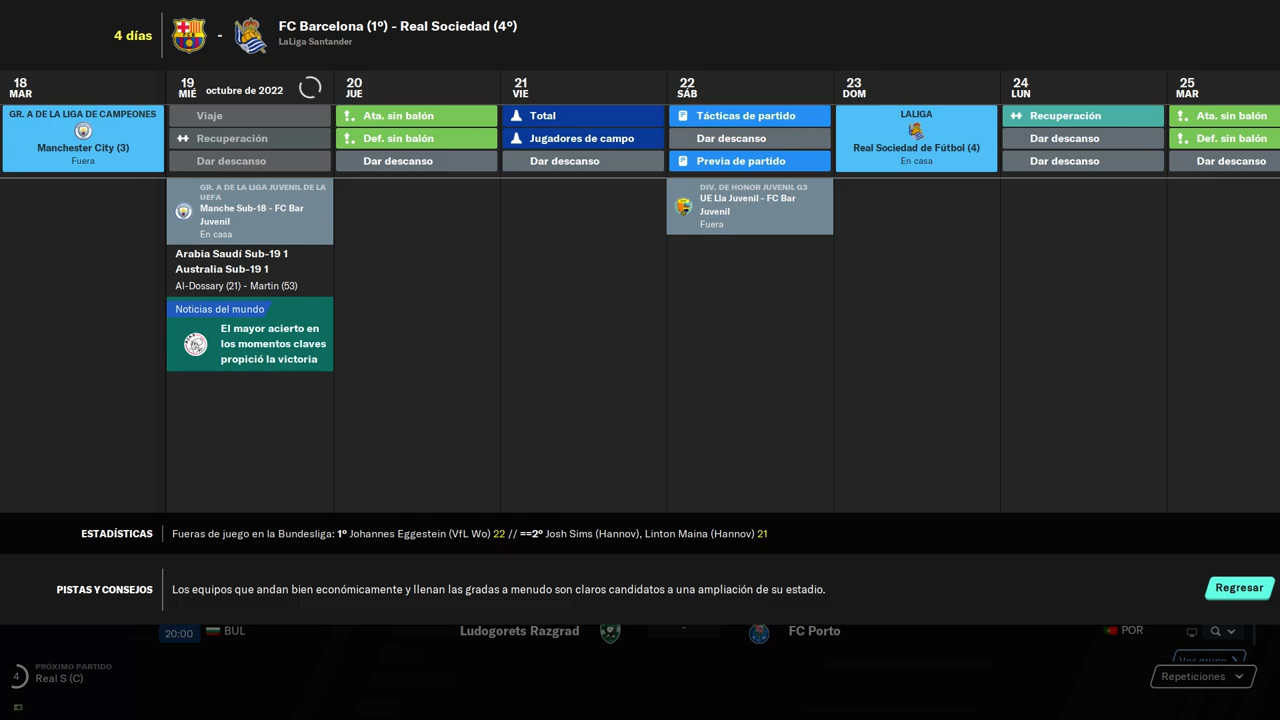 4 días
FC Barcelona (1º) - Real Sociedad (4º)
LaLiga Santander
18
MAR
19
MIÉ
octubre de 2022
20
JUE
21
VIE
22
SÁB
23
DOM
24
LUN
25
MAR
GR. A DE LA LIGA DE CAMPEONES
Manchester City (3)
Fuera
Viaje
Recuperación
Dar descanso
Ata. sin balón
Def. sin balón
Dar descanso
Total
Jugadores de campo
Dar descanso
Tácticas de partido
Dar descanso
Previa de partido
LALIGA
Real Sociedad de Fútbol (4)
En casa
Recuperación
Dar descanso
Dar descanso
Ata. sin balón
Def. sin balón
Dar descanso
GR. A DE LA LIGA JUVENIL DE LA
UEFA
Manche Sub-18 - FC Bar
Juvenil
En casa
Arabia Saudí Sub-19 1
Australia Sub-19 1
Al-Dossary (21) - Martin (53)
Noticias del mundo
El mayor acierto en
los momentos claves
propició la victoria
DIV. DE HONOR JUVENIL G3
UE Lla Juvenil - FC Bar
Juvenil
Fuera
ESTADÍSTICAS
Fueras de juego en la Bundesliga: 1º Johannes Eggestein (VfL Wo) 22 // ==2º Josh Sims (Hannov), Linton Maina (Hannov) 21
PISTAS Y CONSEJOS
Los equipos que andan bien económicamente y llenan las gradas a menudo son claros candidatos a una ampliación de su estadio.
Regresar
20:00
BUL
Ludogorets Razgrad
-
FC Porto
POR
Ver grupo
4
PRÓXIMO PARTIDO
Real S (C)
Repeticiones